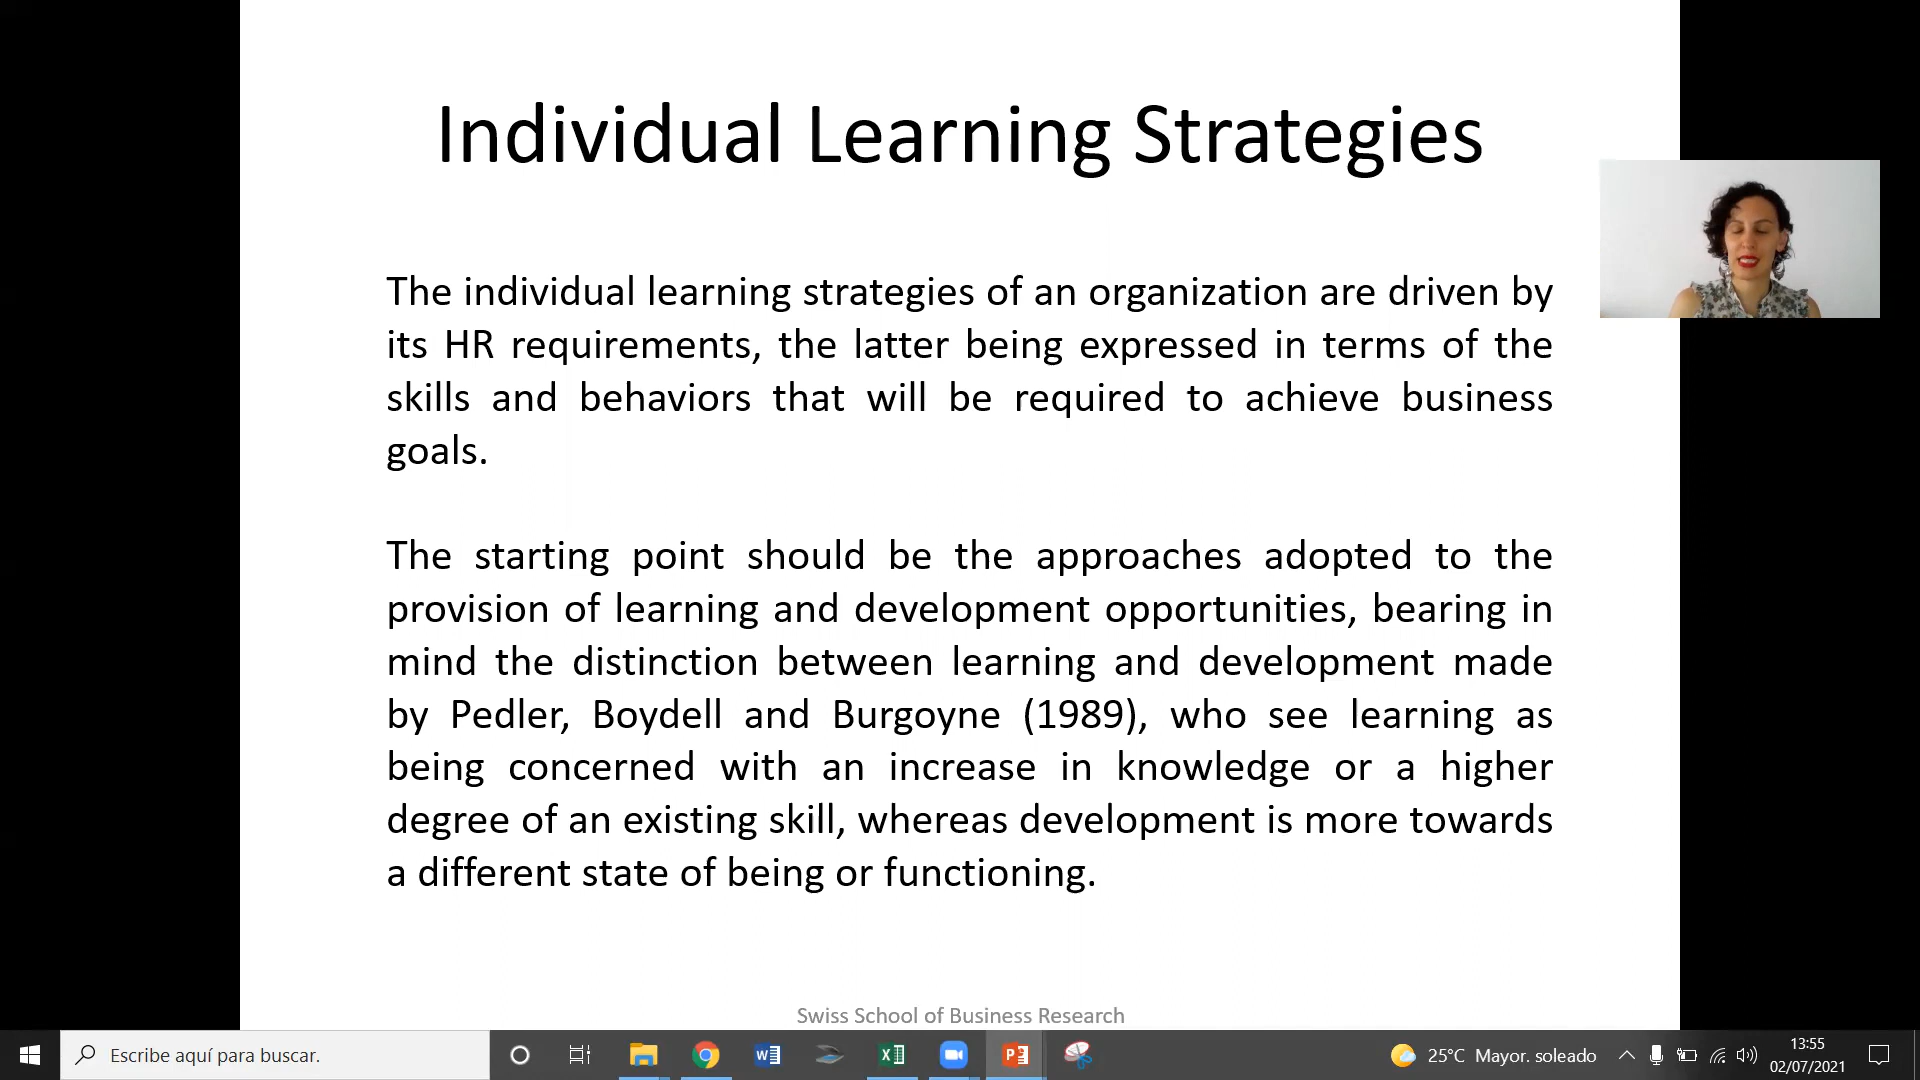 Individual Learning Strategies
The individual learning strategies of an organization are driven by
its HR requirements, the latter being expressed in terms of the
skills and behaviors that will be required to achieve business
goals.
The starting point should be the approaches adopted to the
provision of learning and development opportunities, bearing in
mind the distinction between learning and development made
by Pedler, Boydell and Burgoyne (1989), who see learning as
being concerned with an increase in knowledge or a higher
degree of an existing skill, whereas development is more towards
a different state of being or functioning.
Swiss School of Business Research
Escribe aquí para buscar.
25°C Mayor. soleado
13:55
02/07/2021